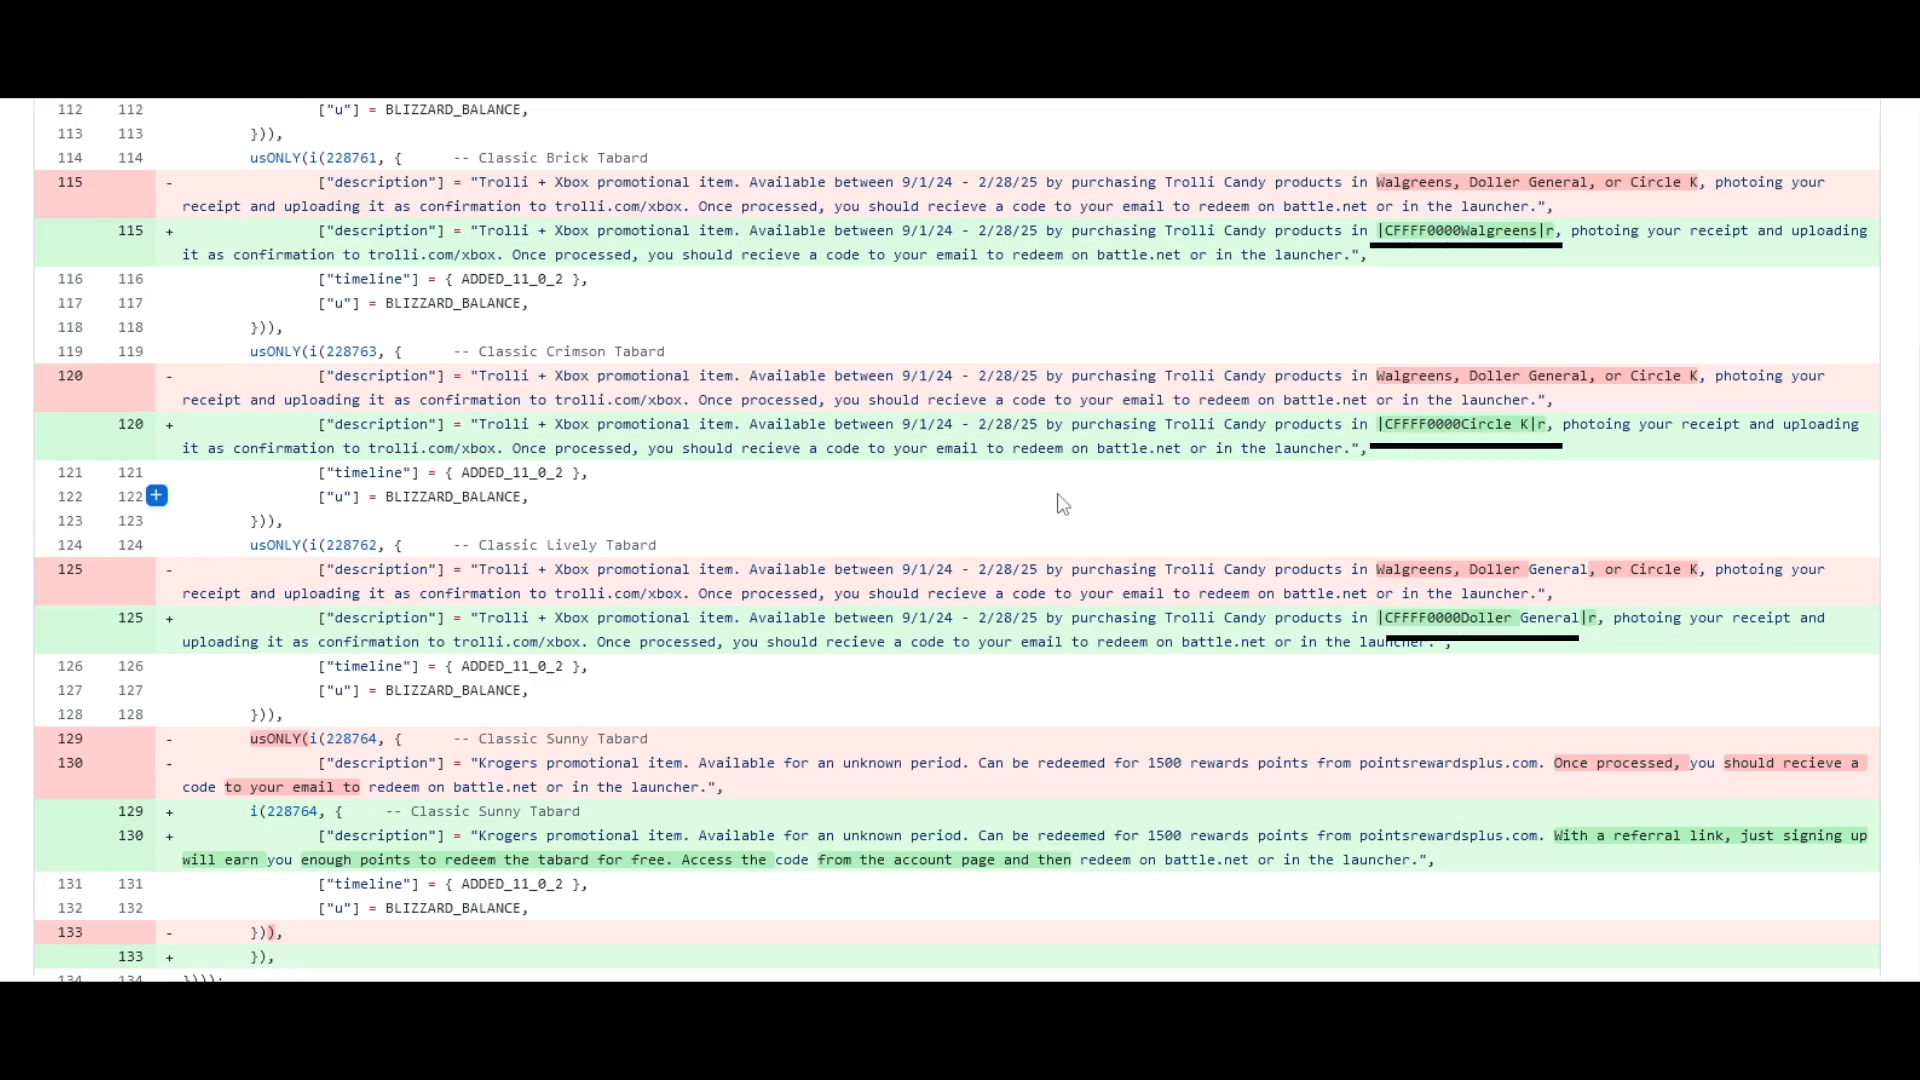 112 112 ["u"] = BLIZZARD_BALANCE,
113 113 })),
114 114 usONLY(i(228761, { -- Classic Brick Tabard
115 - ["description"] = "Trolli + Xbox promotional item. Available between 9/1/24 - 2/28/25 by purchasing Trolli Candy products in Walgreens, Doller General, or Circle K, photoing your
receipt and uploading it as confirmation to trolli.com/xbox. Once processed, you should recieve a code to your email to redeem on battle.net or in the launcher.",
115 + ["description"] = "Trolli + Xbox promotional item. Available between 9/1/24 - 2/28/25 by purchasing Trolli Candy products in |CFFFF0000Walgreens|r, photoing your receipt and uploading
it as confirmation to trolli.com/xbox. Once processed, you should recieve a code to your email to redeem on battle.net or in the launcher.",
116 116 ["timeline"] = { ADDED_11_0_2 },
117 117 ["u"] = BLIZZARD_BALANCE,
118 118 })),
119 119 usONLY(i(228763, { -- Classic Crimson Tabard
120 - ["description"] = "Trolli + Xbox promotional item. Available between 9/1/24 - 2/28/25 by purchasing Trolli Candy products in Walgreens, Doller General, or Circle K, photoing your
receipt and uploading it as confirmation to trolli.com/xbox. Once processed, you should recieve a code to your email to redeem on battle.net or in the launcher.",
120 + ["description"] = "Trolli + Xbox promotional item. Available between 9/1/24 - 2/28/25 by purchasing Trolli Candy products in |CFFFF0000Circle K|r, photoing your receipt and uploading
it as confirmation to trolli.com/xbox. Once processed, you should recieve a code to your email to redeem on battle.net or in the launcher.",
121 121 ["timeline"] = { ADDED_11_0_2 },
122 122 + ["u"] = BLIZZARD_BALANCE,
123 123 })),
124 124 usONLY(i(228762, { -- Classic Lively Tabard
125 - ["description"] = "Trolli + Xbox promotional item. Available between 9/1/24 - 2/28/25 by purchasing Trolli Candy products in Walgreens, Doller General, or Circle K, photoing your
receipt and uploading it as confirmation to trolli.com/xbox. Once processed, you should recieve a code to your email to redeem on battle.net or in the launcher.",
125 + ["description"] = "Trolli + Xbox promotional item. Available between 9/1/24 - 2/28/25 by purchasing Trolli Candy products in |CFFFF0000Doller General|r, photoing your receipt and
uploading it as confirmation to trolli.com/xbox. Once processed, you should recieve a code to your email to redeem on battle.net or in the launcher.",
126 126 ["timeline"] = { ADDED_11_0_2 },
127 127 ["u"] = BLIZZARD_BALANCE,
128 128 })),
129 - usONLY(i(228764, { -- Classic Sunny Tabard
130 - ["description"] = "Krogers promotional item. Available for an unknown period. Can be redeemed for 1500 rewards points from pointsrewardsplus.com. Once processed, you should recieve a
code to your email to redeem on battle.net or in the launcher.",
129 + i(228764, { -- Classic Sunny Tabard
130 + ["description"] = "Krogers promotional item. Available for an unknown period. Can be redeemed for 1500 rewards points from pointsrewardsplus.com. With a referral link, just signing up
will earn you enough points to redeem the tabard for free. Access the code from the account page and then redeem on battle.net or in the launcher.",
131 131 ["timeline"] = { ADDED_11_0_2 },
132 132 ["u"] = BLIZZARD_BALANCE,
133 - })),
133 + }),
134 134 })));